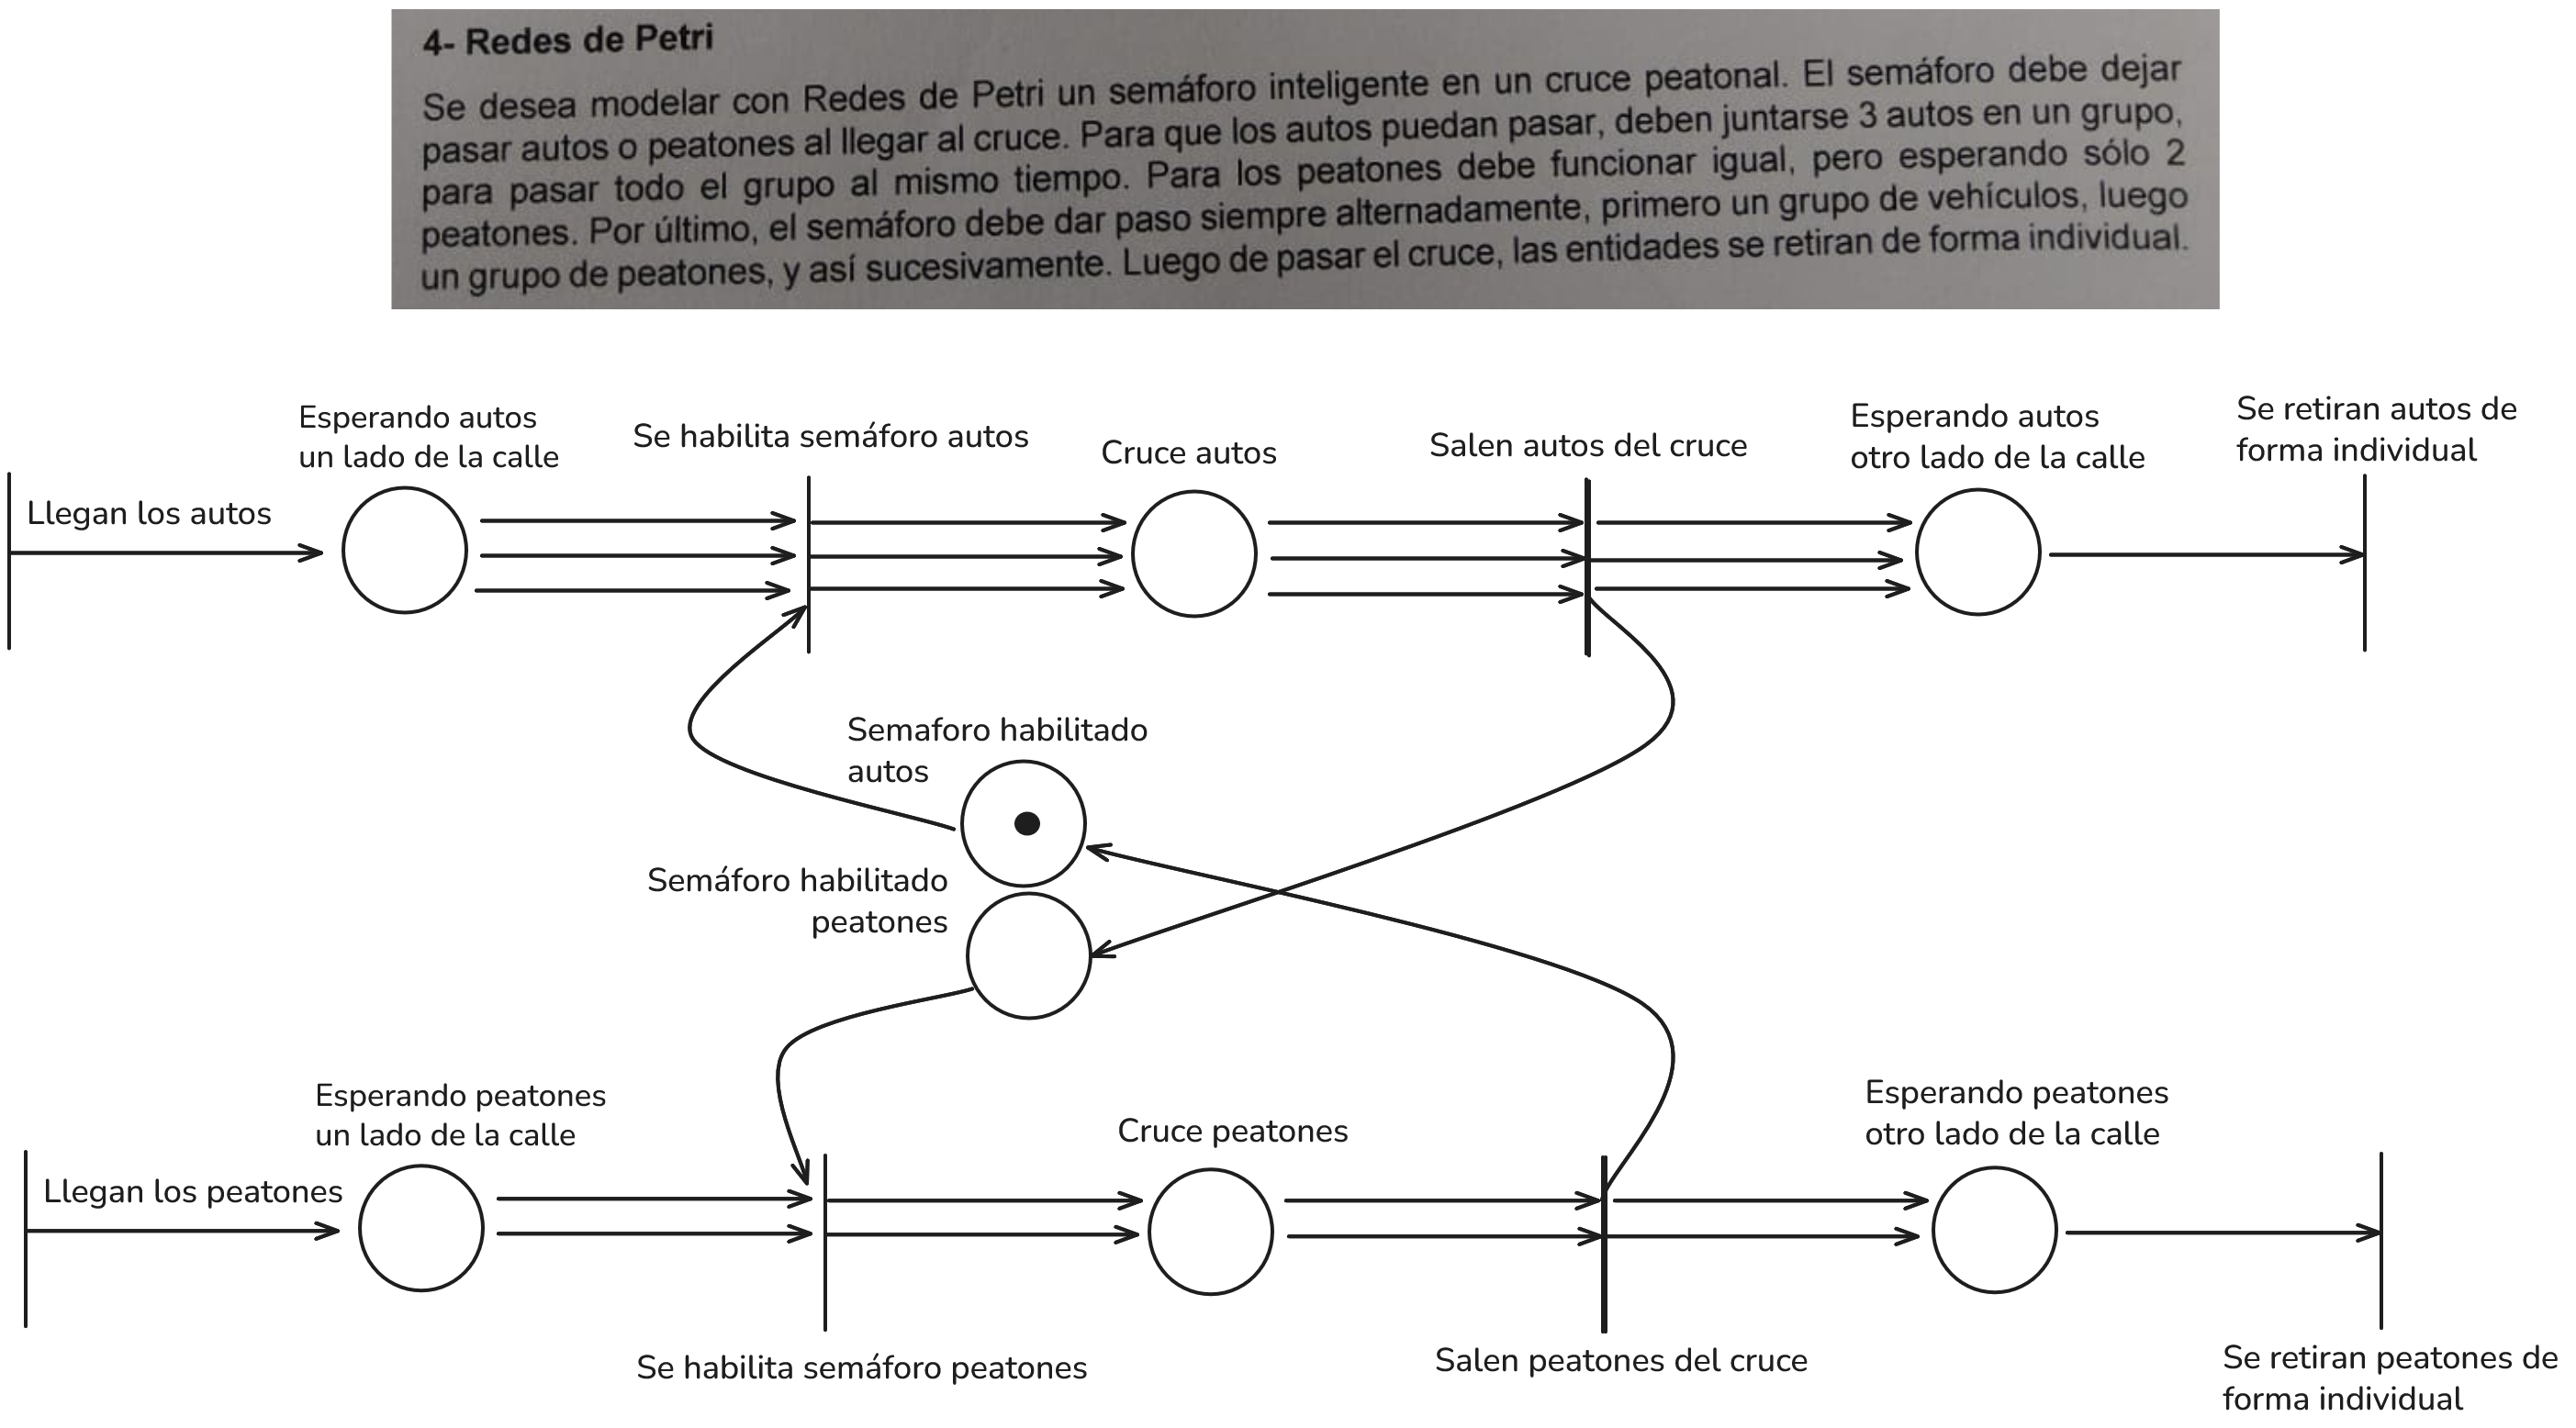 4- Redes de Petri
Se desea modelar con Redes de Petri un semáforo inteligente en un cruce peatonal. El semáforo debe dejar
pasar autos o peatones al llegar al cruce. Para que los autos puedan pasar, deben juntarse 3 autos en un grupo,
para pasar todo el grupo al mismo tiempo. Para los peatones debe funcionar igual, pero esperando sólo 2
peatones. Por último, el semáforo debe dar paso siempre alternadamente, primero un grupo de vehículos, luego
un grupo de peatones, y así sucesivamente. Luego de pasar el cruce, las entidades se retiran de forma individual.
Llegan los autos
Esperando autos
un lado de la calle
Se habilita semáforo autos
Cruce autos
Salen autos del cruce
Esperando autos
otro lado de la calle
Se retiran autos de
forma individual
Semaforo habilitado
autos
Semáforo habilitado
peatones
Llegan los peatones
Esperando peatones
un lado de la calle
Se habilita semáforo peatones
Cruce peatones
Salen peatones del cruce
Esperando peatones
otro lado de la calle
Se retiran peatones de
forma individual